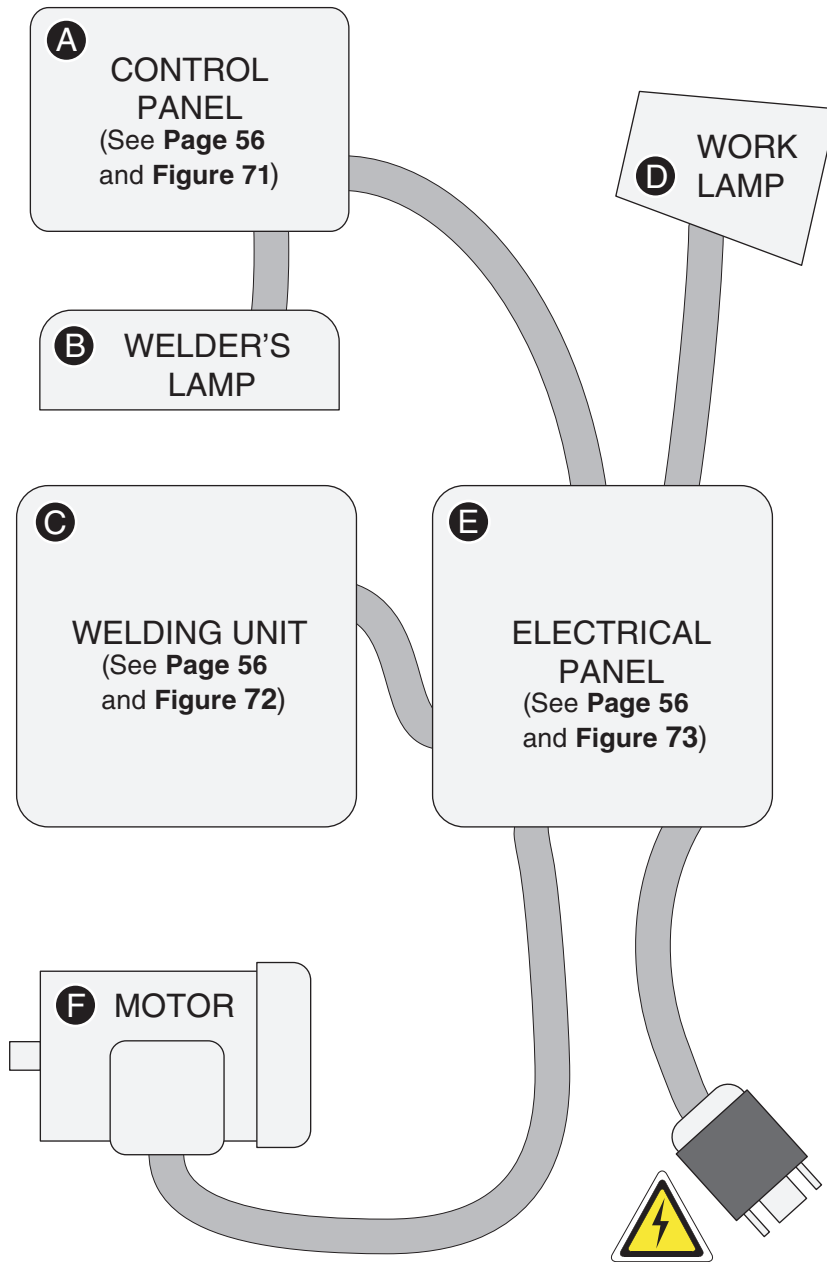 A
CONTROL
PANEL
(See Page 56
and Figure 71)
D
WORK
LAMP
B
WELDER'S
LAMP
C
WELDING UNIT
(See Page 56
and Figure 72)
E
ELECTRICAL
PANEL
(See Page 56
and Figure 73)
F
MOTOR